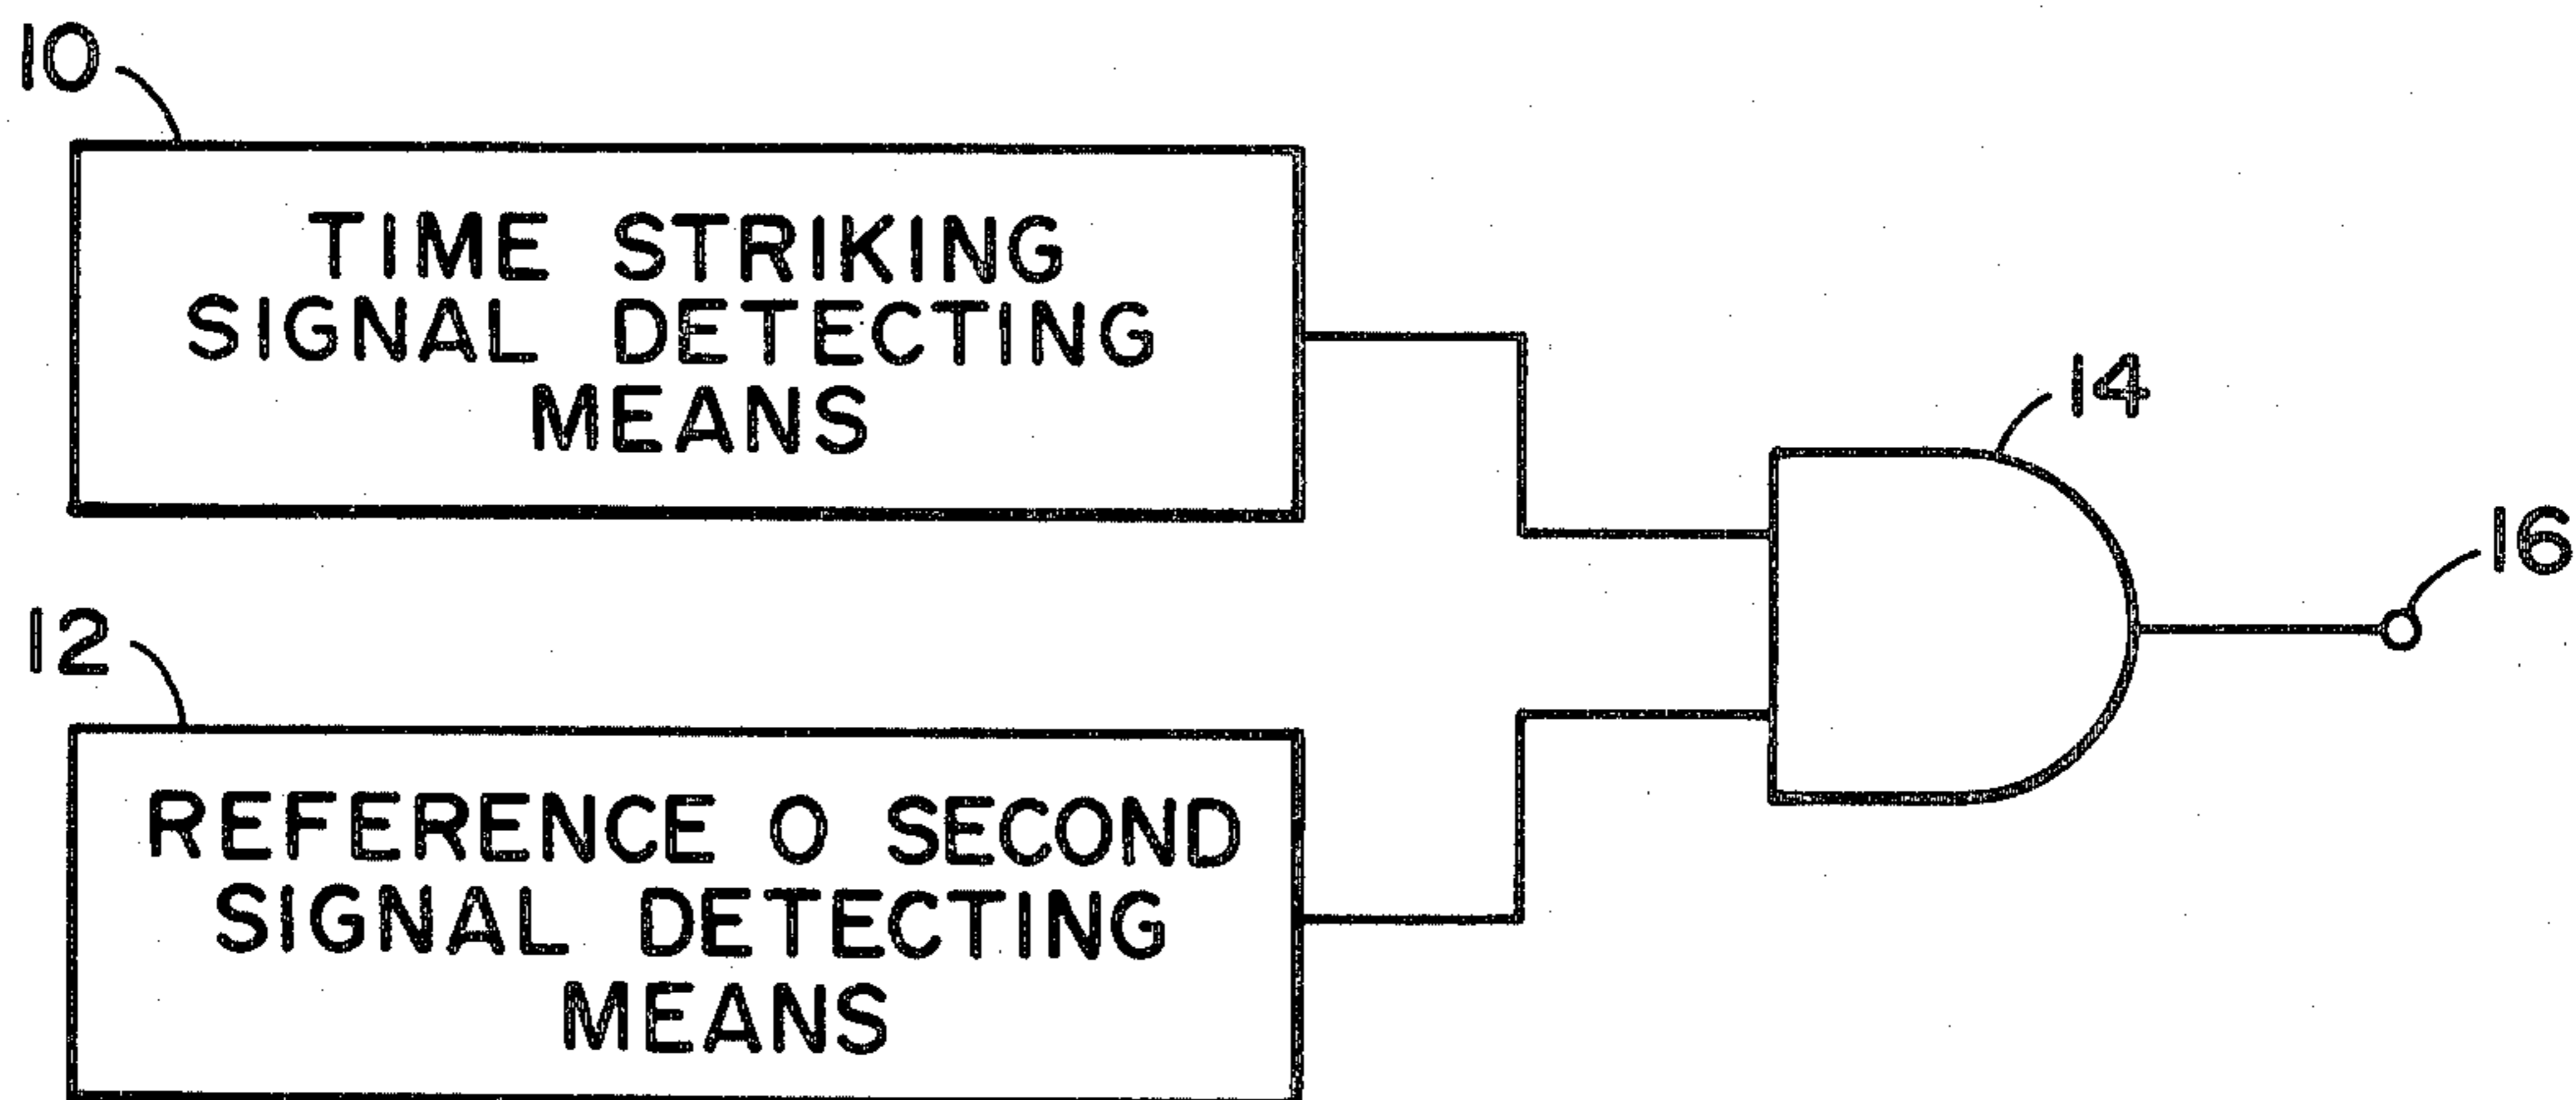 10
TIME STRIKING
SIGNAL DETECTING
MEANS
14
16
12
REFERENCE 0 SECOND
SIGNAL DETECTING
MEANS